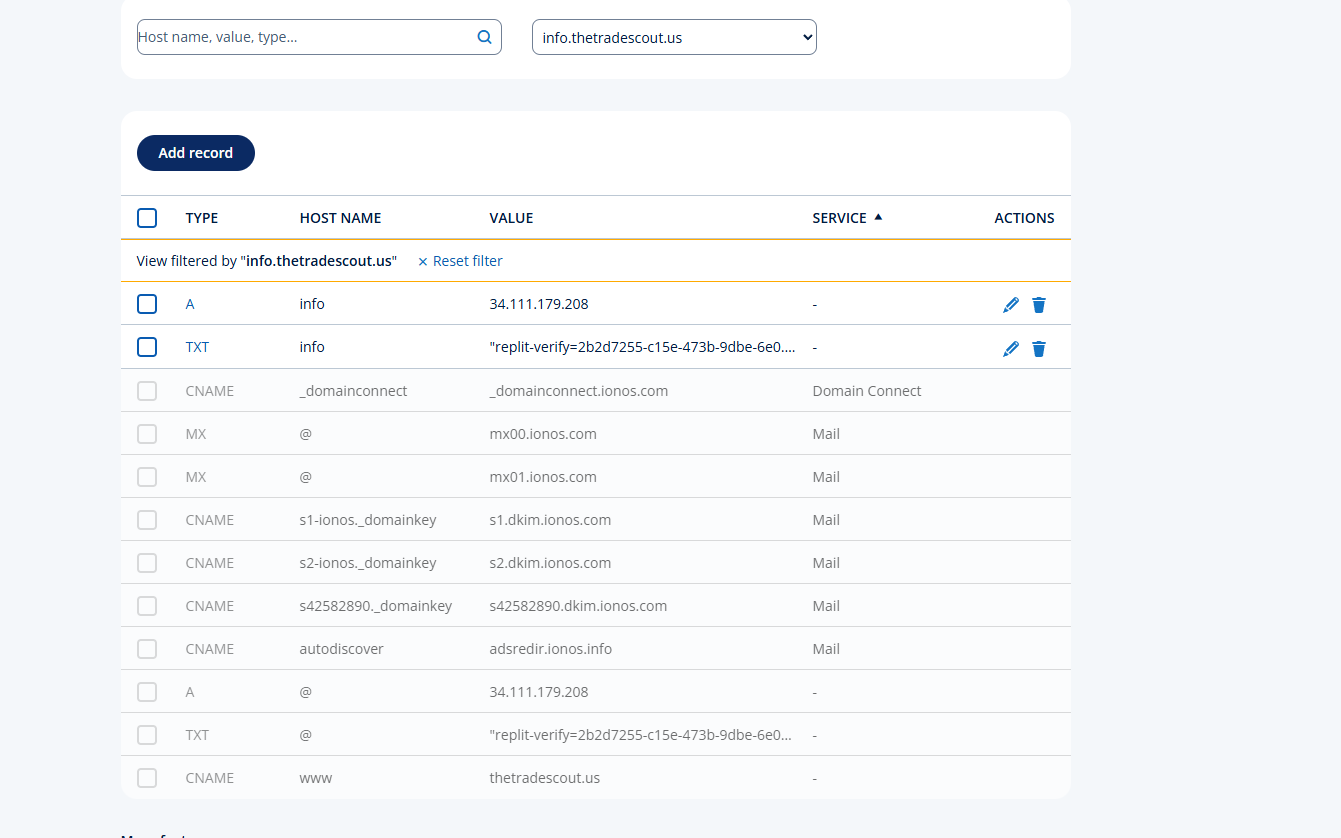 Host name, value, type...
info.thetradescout.us
Add record
TYPE HOST NAME VALUE SERVICE ACTIONS
View filtered by "info.thetradescout.us" × Reset filter
A info 34.111.179.208 -
TXT info "replit-verify=2b2d7255-c15e-473b-9dbe-6e0.... -
CNAME _domainconnect _domainconnect.ionos.com Domain Connect
MX @ mx00.ionos.com Mail
MX @ mx01.ionos.com Mail
CNAME s1-ionos._domainkey s1.dkim.ionos.com Mail
CNAME s2-ionos._domainkey s2.dkim.ionos.com Mail
CNAME s42582890._domainkey s42582890.dkim.ionos.com Mail
CNAME autodiscover adsredir.ionos.info Mail
A @ 34.111.179.208 -
TXT @ "replit-verify=2b2d7255-c15e-473b-9dbe-6e0... -
CNAME www thetradescout.us -